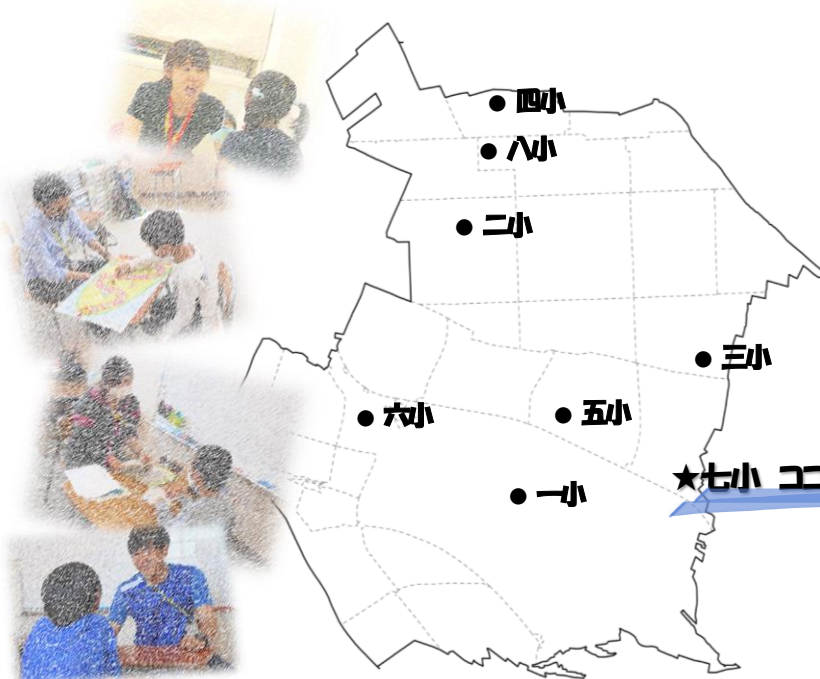 ● 四小
● 八小
● 二小
● 三小
● 六小
● 五小
★七小 ココ
● 一小